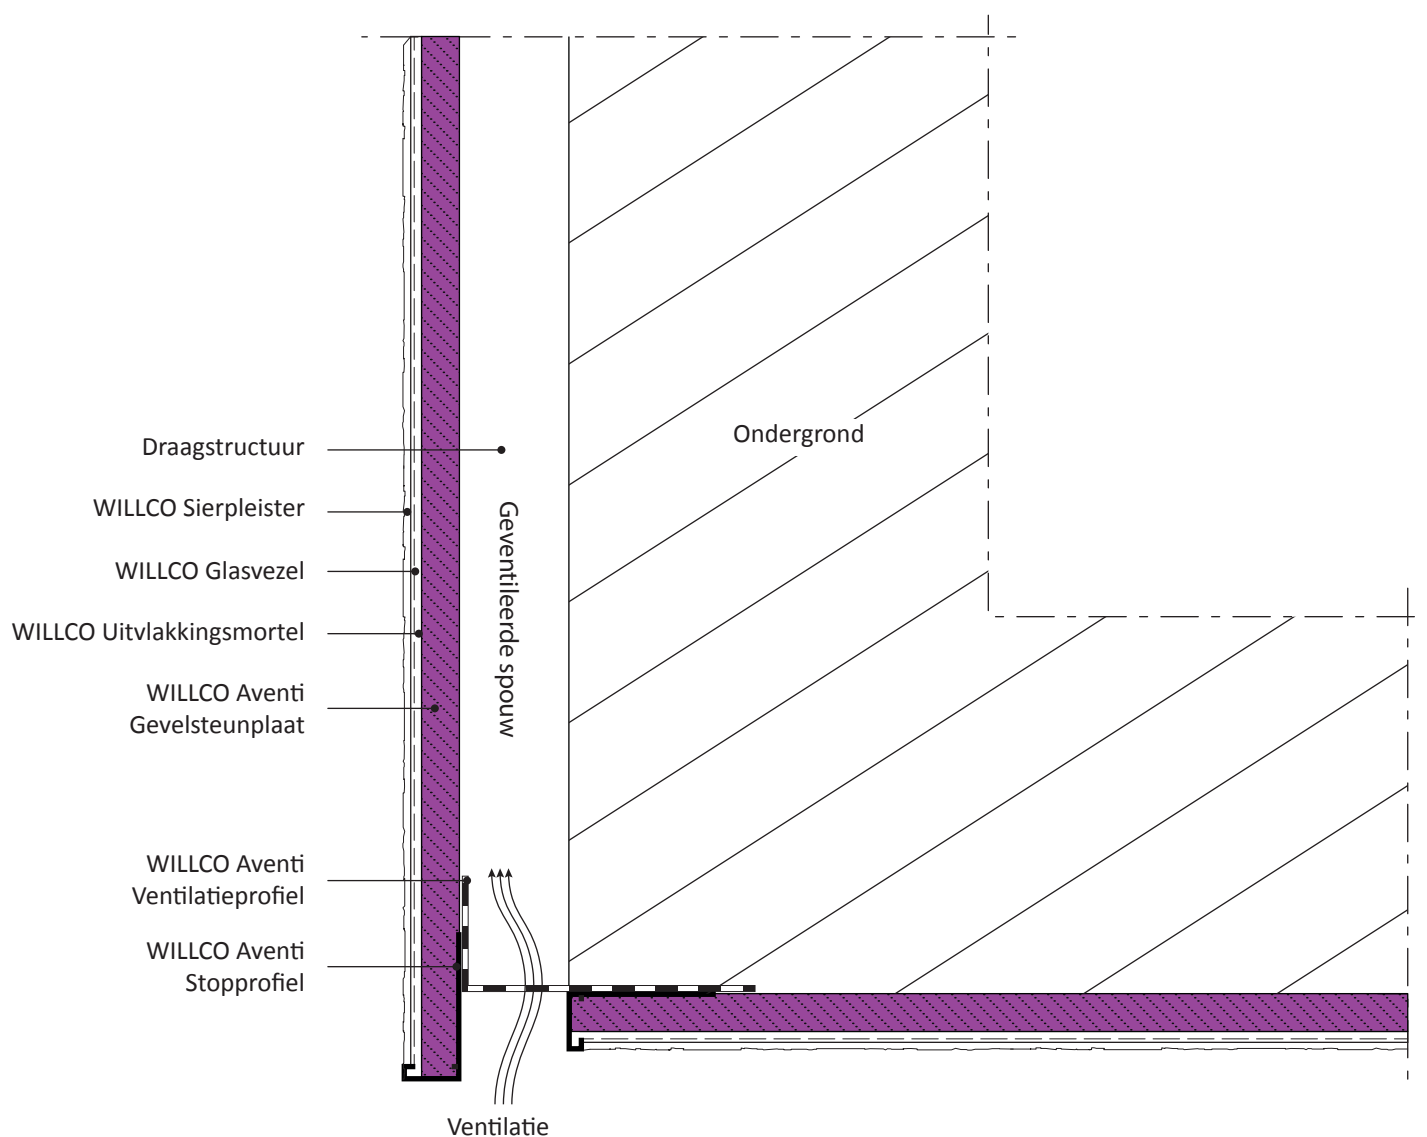 Ondergrond
Draagstructuur
WILLCO Sierpleister
WILLCO Glasvezel
WILLCO Uitvlakkingsmortel
WILLCO Aventi
Gevelsteunplaat
Geventileerde spouw
WILLCO Aventi
Ventilatieprofiel
WILLCO Aventi
Stopprofiel
Ventilatie